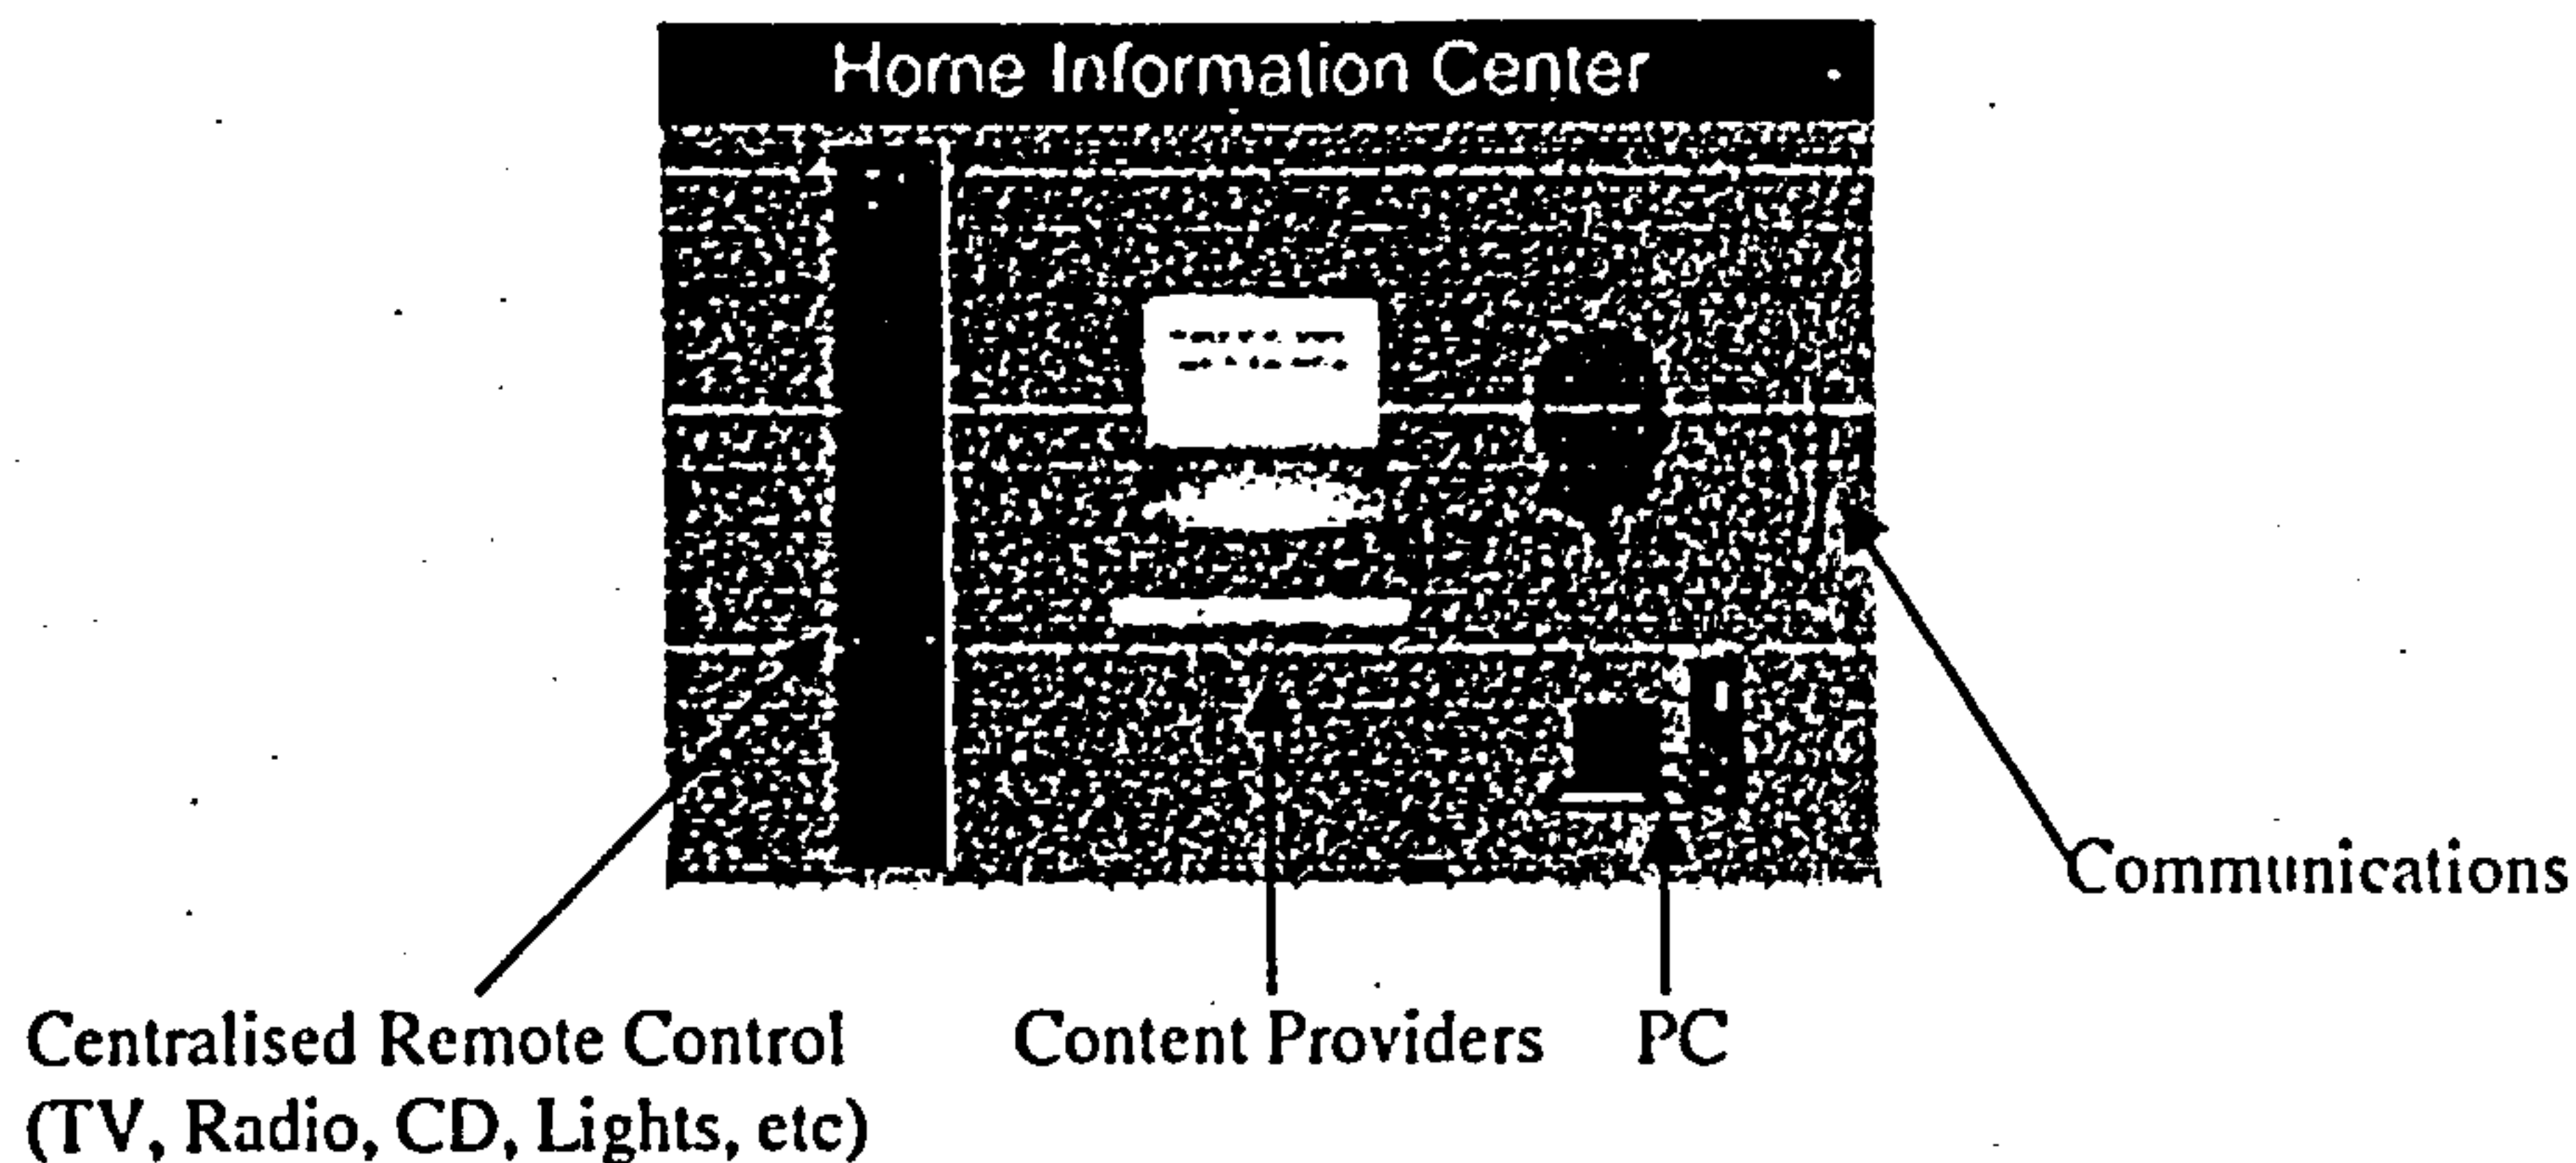 Home Information Center
Communications
Centralised Remote Control
(TV, Radio, CD, Lights, etc)
Content Providers
PC